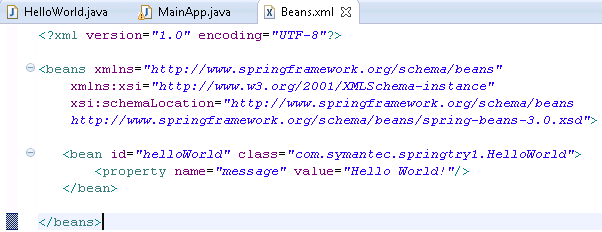 HelloWorld.java MainApp.java Beans.xml
<?xml version="1.0" encoding="UTF-8"?>
<beans xmlns="http://www.springframework.org/schema/beans"
xmlns:xsi="http://www.w3.org/2001/XMLSchema-instance"
xsi:schemaLocation="http://www.springframework.org/schema/beans
http://www.springframework.org/schema/beans/spring-beans-3.0.xsd">
<bean id="helloWorld" class="com.symantec.springtry1.HelloWorld">
<property name="message" value="Hello World!"/>
</bean>
</beans>